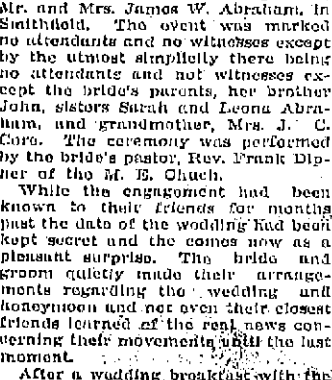 Mr. and Mrs. James W. Abraham, in
Smithfield. The event was marked
no attendants and no witnesses except
by the utmost simplicity there being
no attendants and not witnesses ex-
cept the bride's parents, her brother
John, sisters Sarah and Leona Abra-
ham, and grandmother, Mrs. J. C.
Core. The ceremony was performed
by the bride's pastor, Rev. Frank Dip-
ner of the M. E. Chuch.
While the engagement had been
known to their friends for months
past the date of the wedding had been
kept secret and the comes now as a
pleasant surprise. The bride and
groom quietly made their arrange-
ments regarding the wedding and
honeymoon and not even their closest
friends learned of the real news con-
cerning their movements until the last
moment.
After a wedding breakfast with the